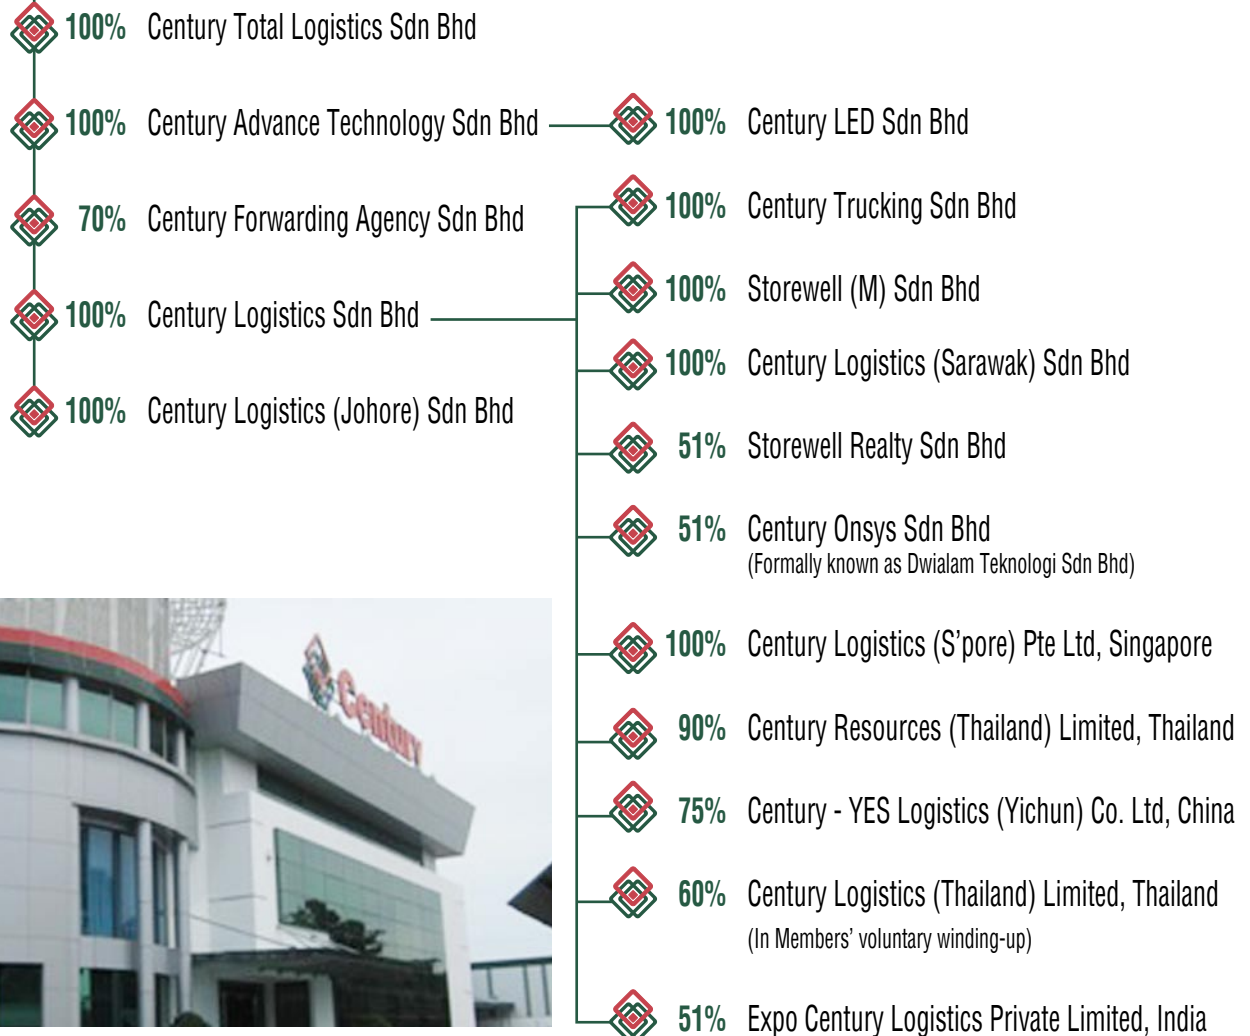 100% Century Total Logistics Sdn Bhd
100% Century Advance Technology Sdn Bhd
70% Century Forwarding Agency Sdn Bhd
100% Century Logistics Sdn Bhd
100% Century Logistics (Johore) Sdn Bhd
100% Century LED Sdn Bhd
100% Century Trucking Sdn Bhd
100% Storewell (M) Sdn Bhd
100% Century Logistics (Sarawak) Sdn Bhd
51% Storewell Realty Sdn Bhd
51% Century Onsys Sdn Bhd
(Formally known as Dwialam Teknologi Sdn Bhd)
100% Century Logistics (S’pore) Pte Ltd, Singapore
90% Century Resources (Thailand) Limited, Thailand
75% Century - YES Logistics (Yichun) Co. Ltd, China
60% Century Logistics (Thailand) Limited, Thailand
(In Members’ voluntary winding-up)
51% Expo Century Logistics Private Limited, India
Century